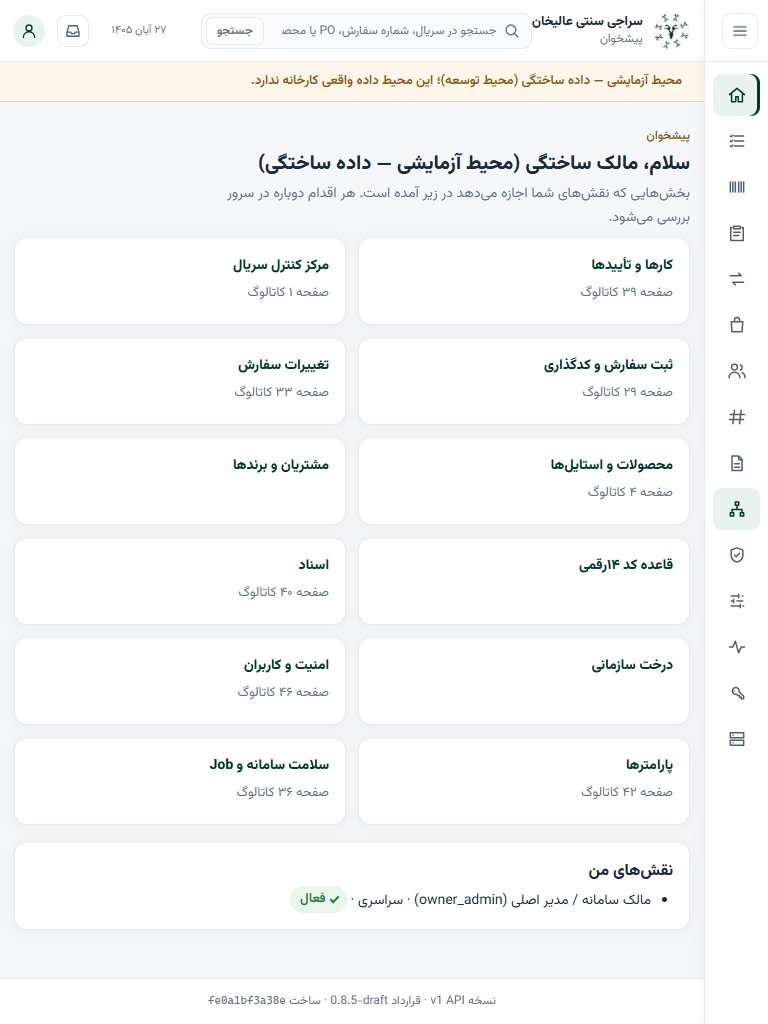 سراجی سنتی عالیخان
پیشخوان
جستجو در سریال، شماره سفارش، PO یا محص
جستجو
۲۷ آبان ۱۴۰۵
محیط آزمایشی — داده ساختگی (محیط توسعه)؛ این محیط داده واقعی کارخانه ندارد.
پیشخوان
سلام، مالک ساختگی (محیط آزمایشی — داده ساختگی)
بخش‌هایی که نقش‌های شما اجازه می‌دهد در زیر آمده است. هر اقدام دوباره در سرور
بررسی می‌شود.
کارها و تأییدها
صفحه ۳۹ کاتالوگ
مرکز کنترل سریال
صفحه ۱ کاتالوگ
ثبت سفارش و کدگذاری
صفحه ۲۹ کاتالوگ
تغییرات سفارش
صفحه ۳۳ کاتالوگ
محصولات و استایل‌ها
صفحه ۴ کاتالوگ
مشتریان و برندها
قاعده کد ۱۴رقمی
اسناد
صفحه ۴۰ کاتالوگ
درخت سازمانی
امنیت و کاربران
صفحه ۴۶ کاتالوگ
پارامترها
صفحه ۴۲ کاتالوگ
سلامت سامانه و Job
صفحه ۳۶ کاتالوگ
نقش‌های من
• مالک سامانه / مدیر اصلی (owner_admin) · سراسری · ✓ فعال
نسخه v1 API · قرارداد 0.8.5-draft · ساخت fe0a1bf3a38e